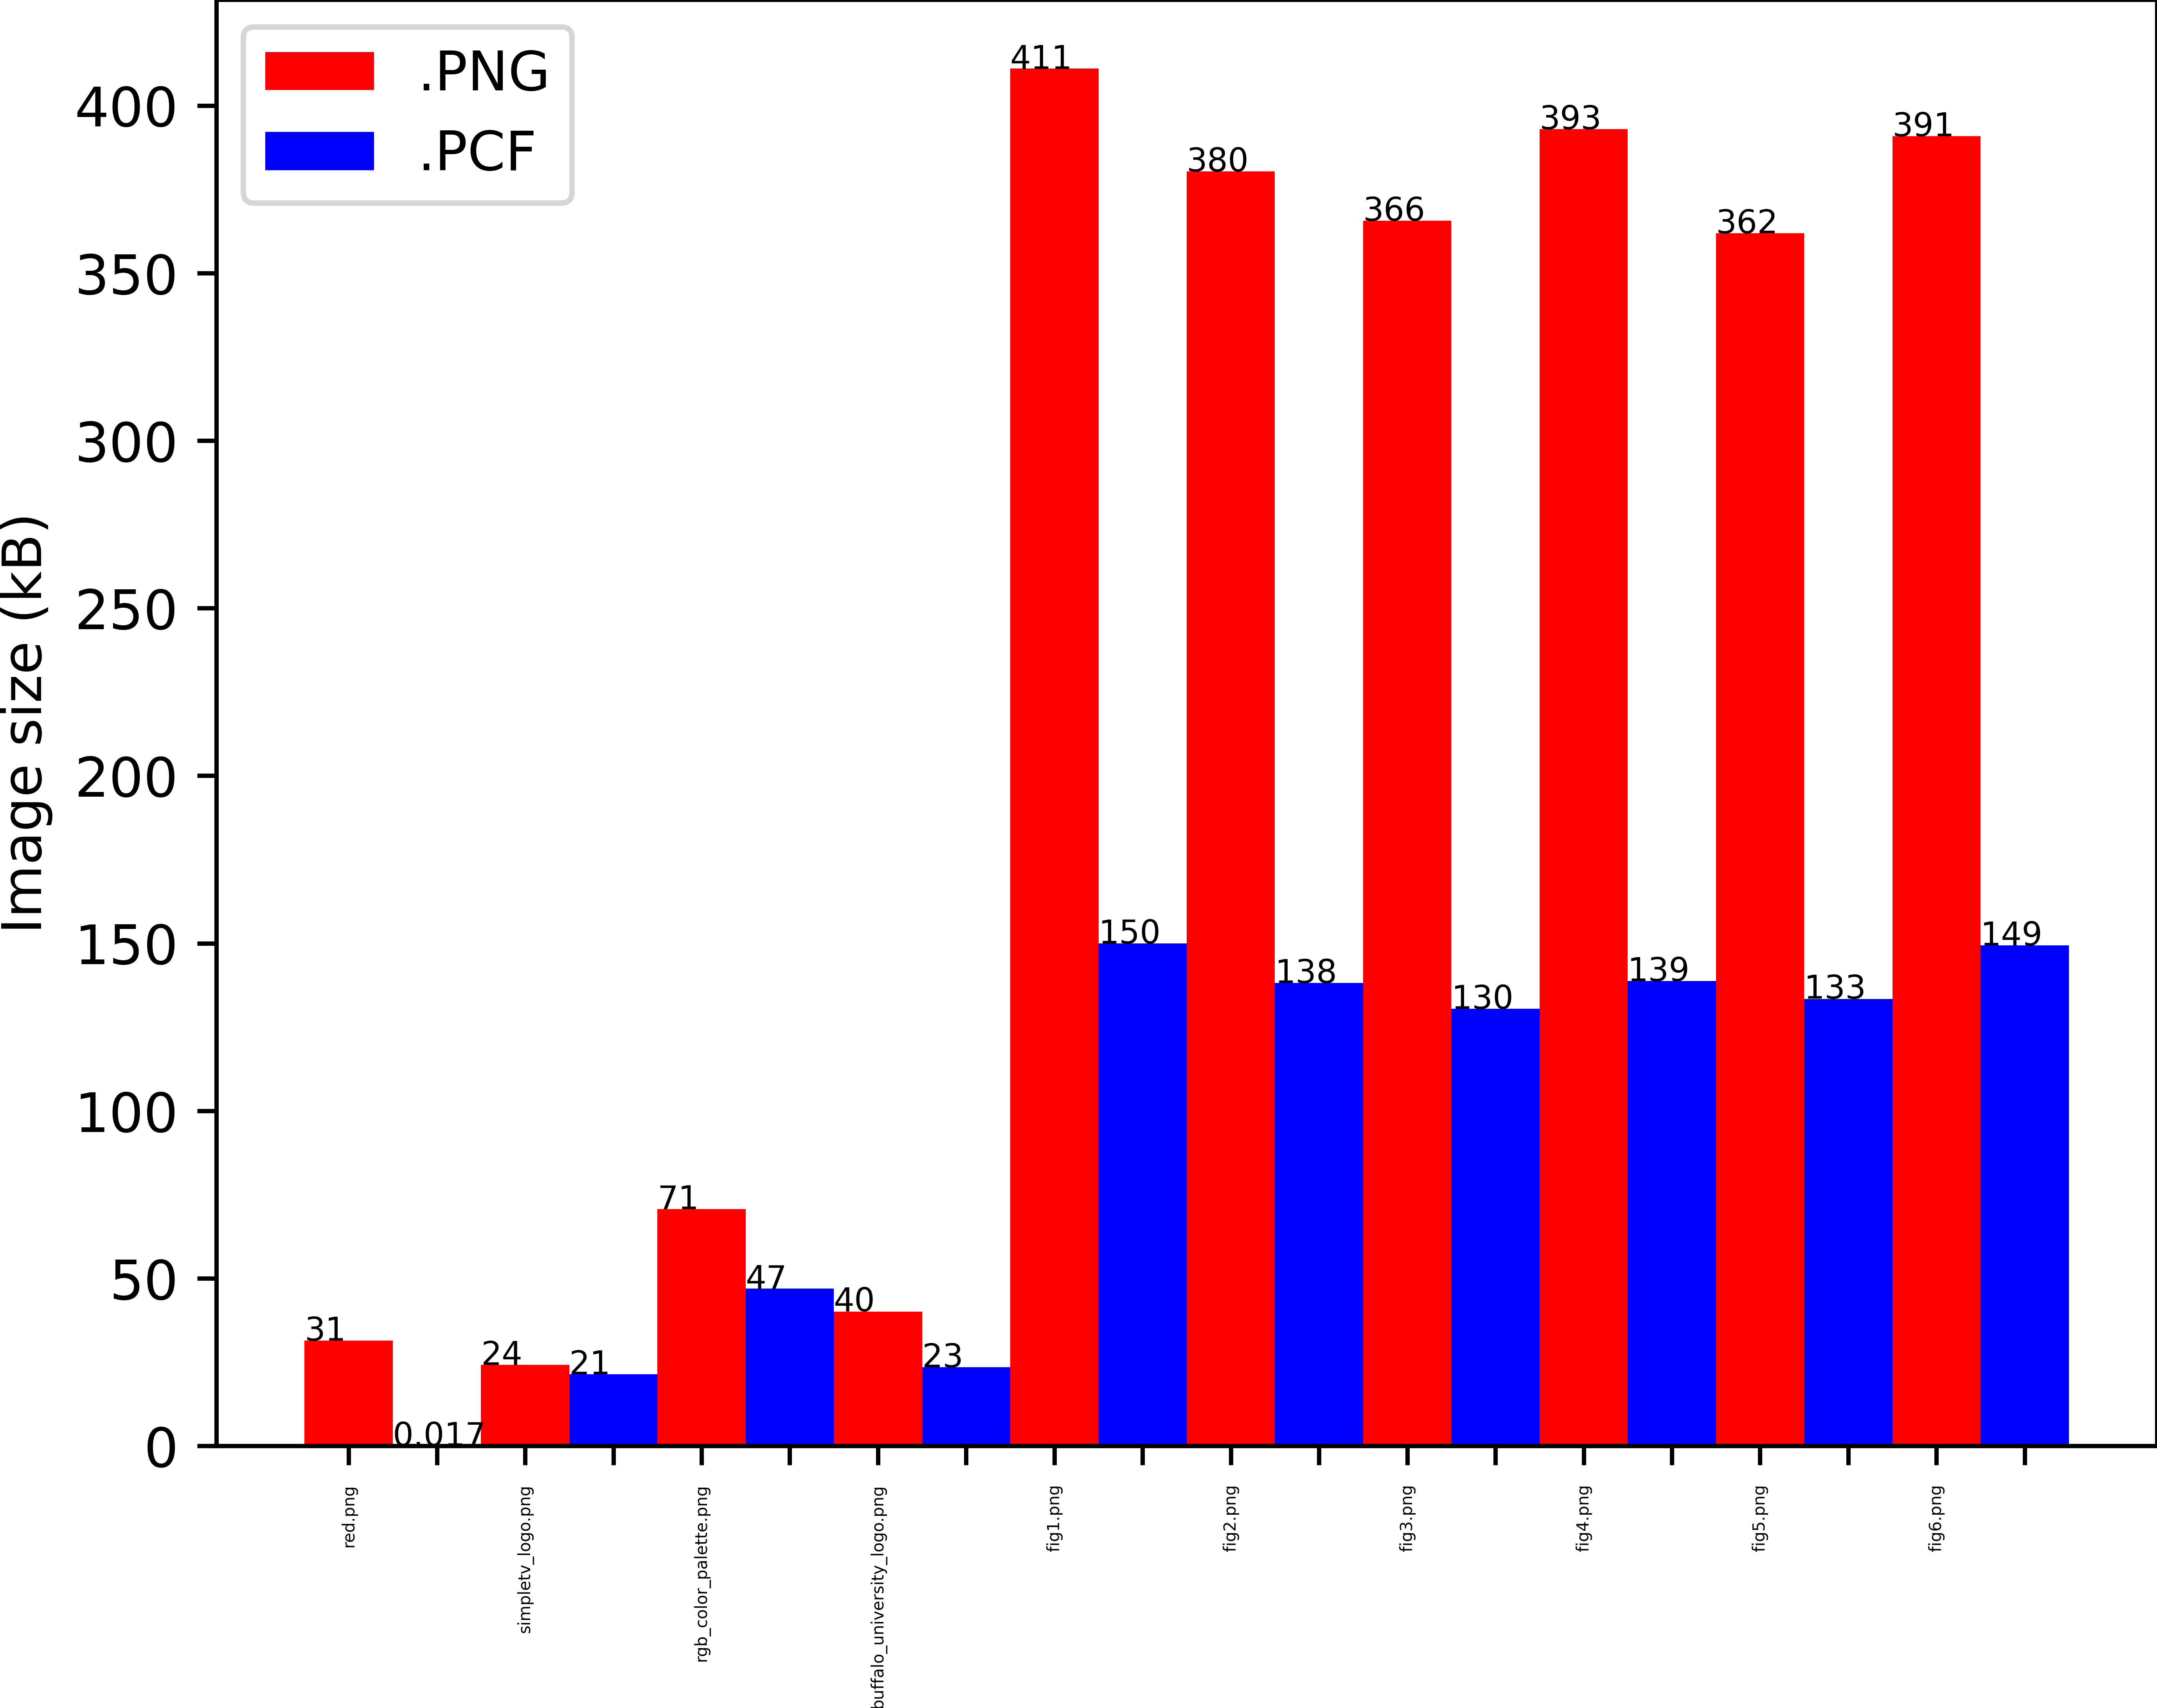 .PNG
.PCF
Image size (kB)
400
350
300
250
200
150
100
50
0
31
0.017
24
21
71
47
40
23
411
150
380
138
366
130
393
139
362
133
391
149
red.png
simpletv_logo.png
rgb_color_palette.png
buffalo_university_logo.png
fig1.png
fig2.png
fig3.png
fig4.png
fig5.png
fig6.png